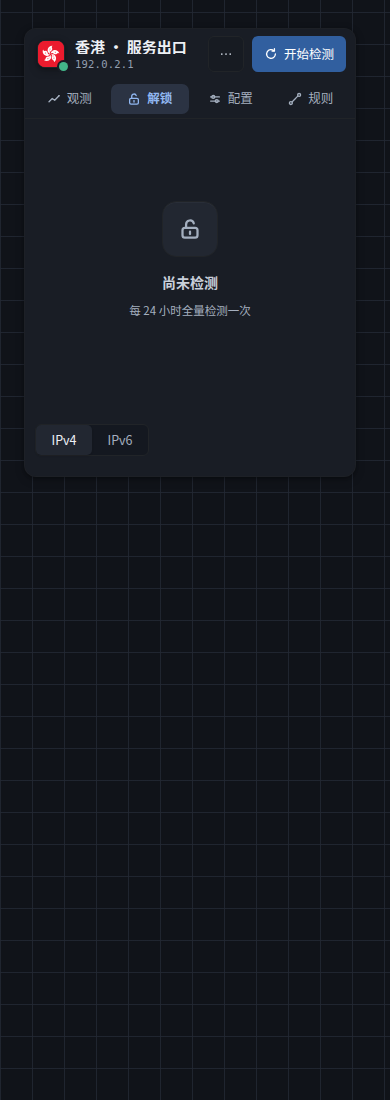 香港 · 服务出口
192.0.2.1
...
开始检测
观测
解锁
配置
规则
尚未检测
每 24 小时全量检测一次
IPv4
IPv6